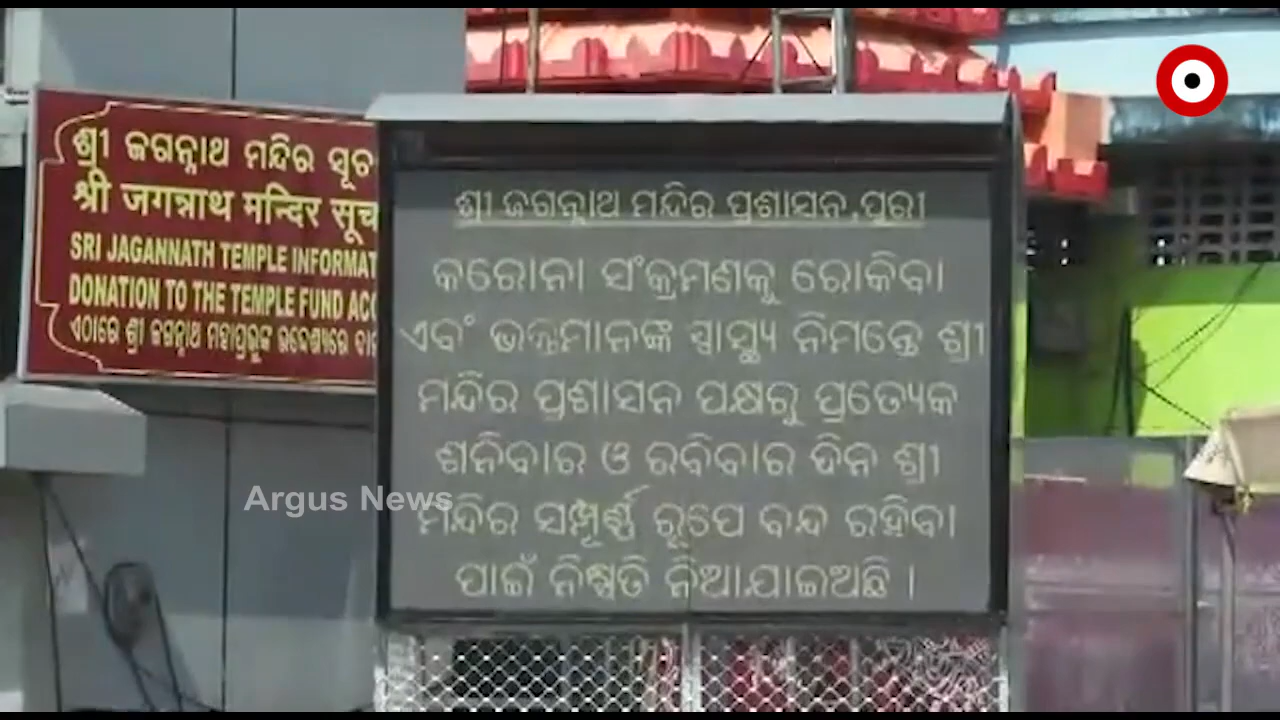 ଶ୍ରୀ ଜଗନ୍ନାଥ ମନ୍ଦିର ସୂଚ
श्री जगन्नाथ मन्दिर सूच
SRI JAGANNATH TEMPLE INFORMAT
DONATION TO THE TEMPLE FUND ACC
ଏଠାରେ ଶ୍ରୀ ଜଗନ୍ନାଥ ମହାପ୍ରଭୁଙ୍କ ଉଦ୍ଦେଶ୍ୟରେ ଦାନ
ଶ୍ରୀ ଜଗନ୍ନାଥ ମନ୍ଦିର ପ୍ରଶାସନ,ପୁରୀ
କରୋନା ସଂକ୍ରମଣକୁ ରୋକିବା
ଏବଂ ଭକ୍ତମାନଙ୍କ ସ୍ୱାସ୍ଥ୍ୟ ନିମନ୍ତେ ଶ୍ରୀ
ମନ୍ଦିର ପ୍ରଶାସନ ପକ୍ଷରୁ ପ୍ରତ୍ୟେକ
ଶନିବାର ଓ ରବିବାର ଦିନ ଶ୍ରୀ
ମନ୍ଦିର ସମ୍ପୂର୍ଣ୍ଣ ରୂପେ ବନ୍ଦ ରହିବା
ପାଇଁ ନିଷ୍ପତି ନିଆଯାଇଅଛି ।
Argus News